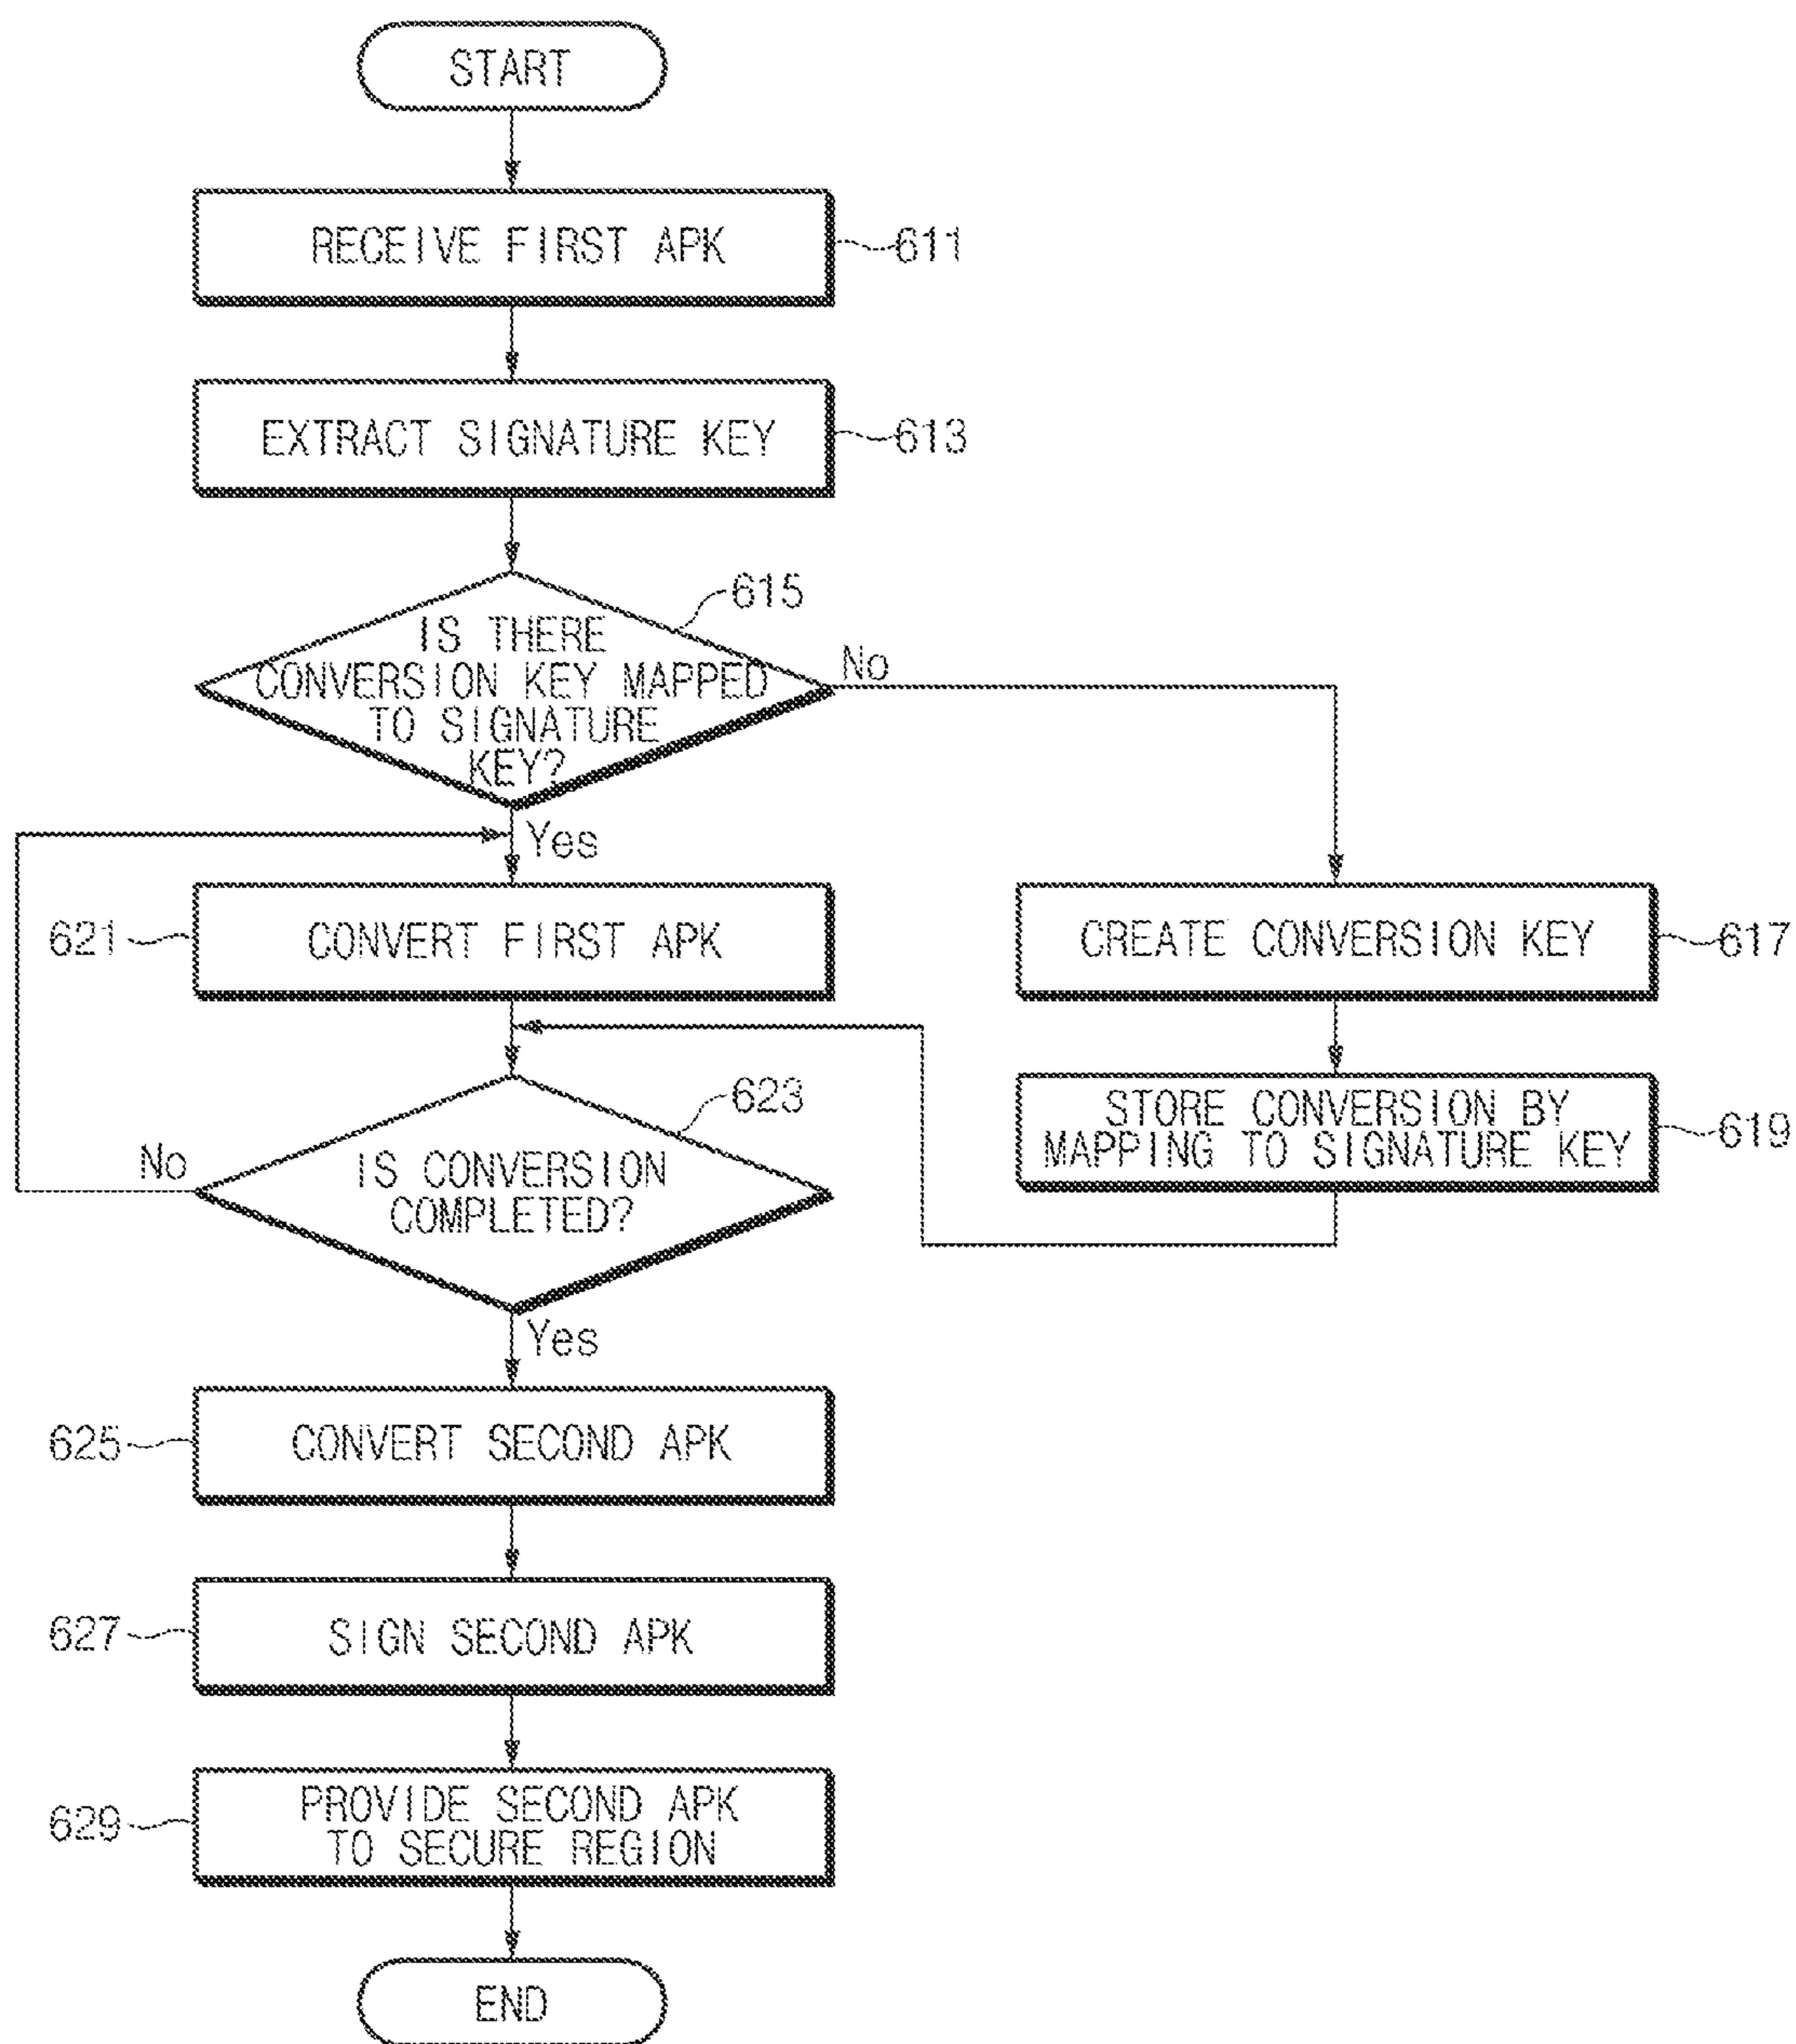 START
RECEIVE FIRST APK
611
EXTRACT SIGNATURE KEY
613
615
IS THERE
CONVERSION KEY MAPPED
TO SIGNATURE
KEY?
No
Yes
621
CONVERT FIRST APK
CREATE CONVERSION KEY
617
623
STORE CONVERSION BY
MAPPING TO SIGNATURE KEY
619
No
IS CONVERSION
COMPLETED?
Yes
625
CONVERT SECOND APK
627
SIGN SECOND APK
629
PROVIDE SECOND APK
TO SECURE REGION
END